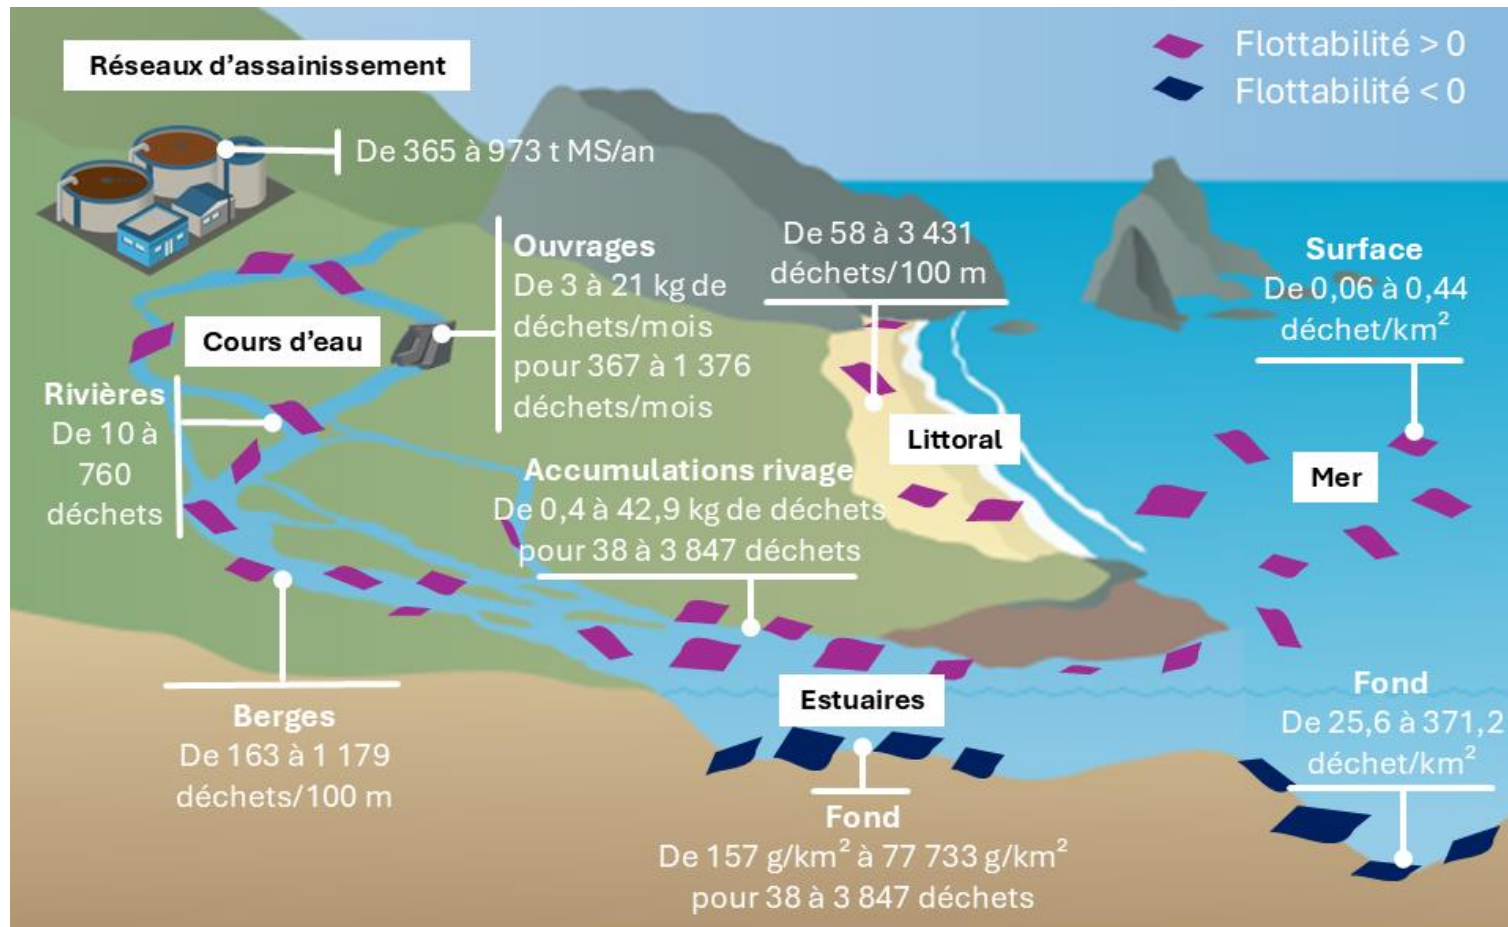 Réseaux d'assainissement
De 365 à 973 t MS/an
Flottabilité > 0
Flottabilité < 0
Ouvrages
De 3 à 21 kg de
déchets/mois
pour 367 à 1 376
déchets/mois
De 58 à 3 431
déchets/100 m
Surface
De 0,06 à 0,44
déchet/km²
Cours d'eau
Rivières
De 10 à
760
déchets
Littoral
Mer
Accumulations rivage
De 0,4 à 42,9 kg de déchets
pour 38 à 3 847 déchets
Estuaires
Berges
De 163 à 1 179
déchets/100 m
Fond
De 157 g/km² à 77 733 g/km²
pour 38 à 3 847 déchets
Fond
De 25,6 à 371,2
déchet/km²